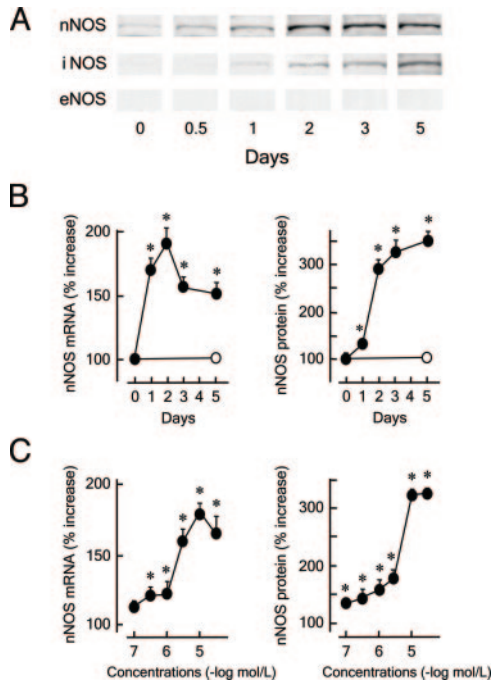 A
nNOS
i NOS
eNOS
0 0.5 1 2 3 5
Days
B
nNOS mRNA (% increase)
200
150
100
* * * *
0 1 2 3 4 5
Days
nNOS protein (% increase)
300
200
100
* * * *
0 1 2 3 4 5
Days
C
nNOS mRNA (% increase)
200
150
100
* * * * *
7 6 5
Concentrations (-log mol/L)
nNOS protein (% increase)
300
200
150
100
* * * * * *
7 6 5
Concentrations (-log mol/L)